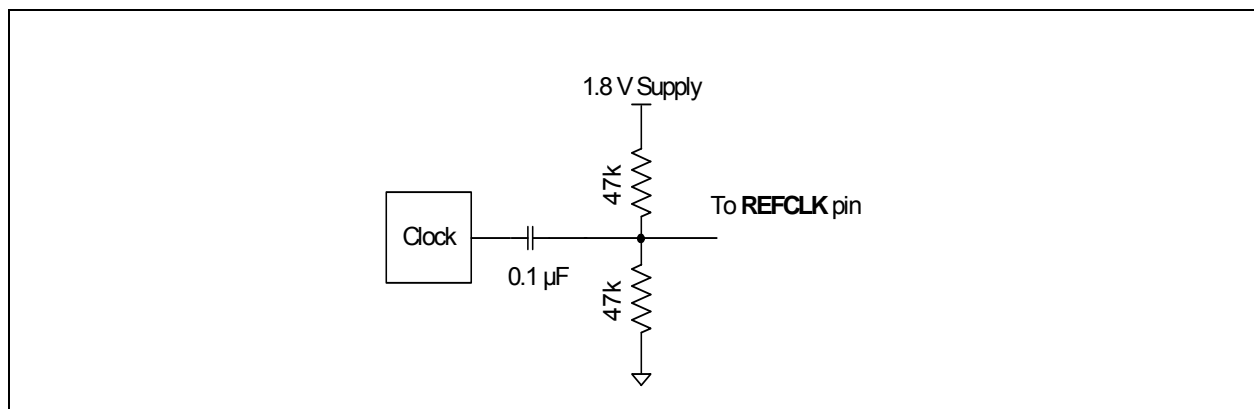 1.8 V Supply
47k
To REFCLK pin
Clock
0.1 µF
47k